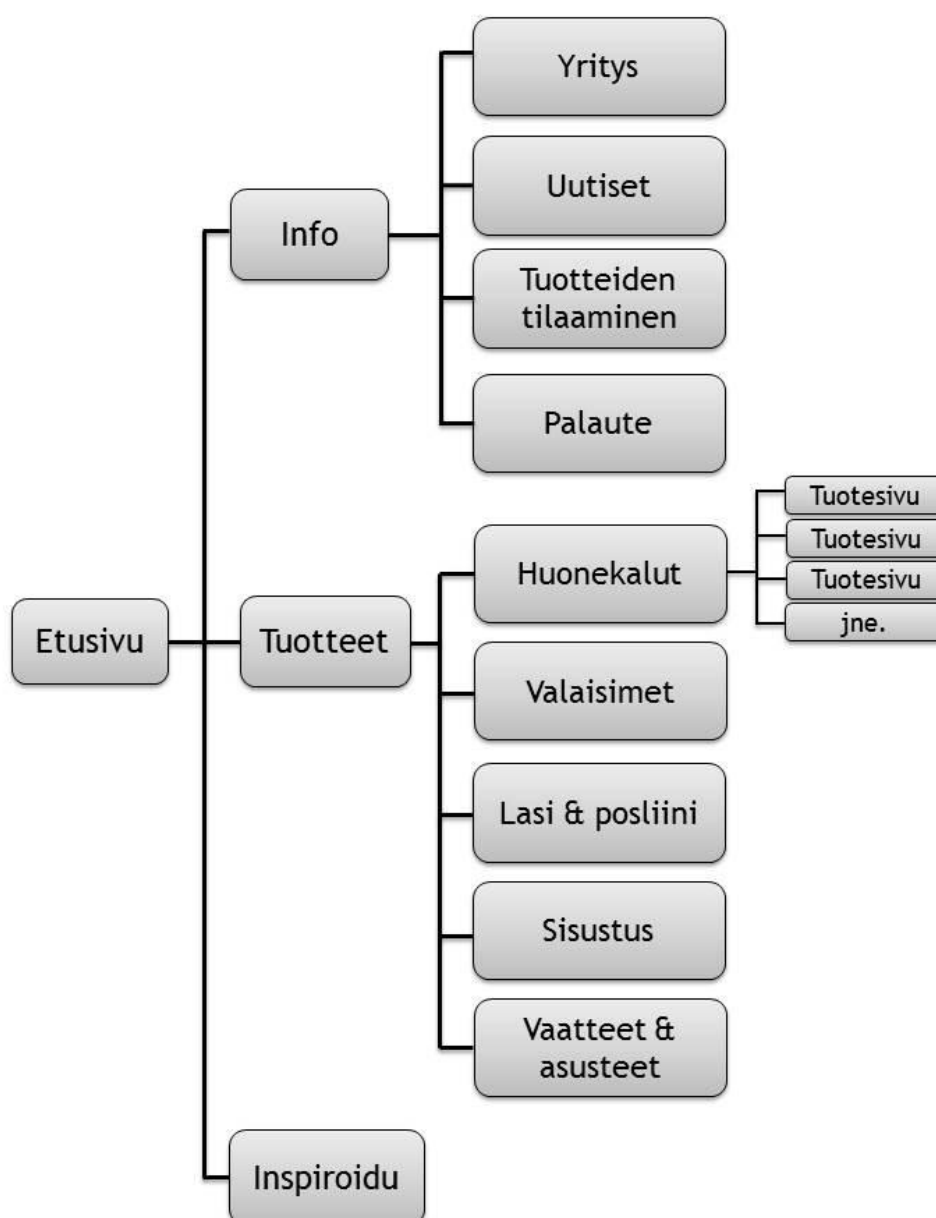 Yritys
Uutiset
Info
Tuotteiden
tilaaminen
Palaute
Tuotesivu
Tuotesivu
Tuotesivu
jne.
Huonekalut
Etusivu
Tuotteet
Valaisimet
Lasi & posliini
Sisustus
Vaatteet &
asusteet
Inspiroidu